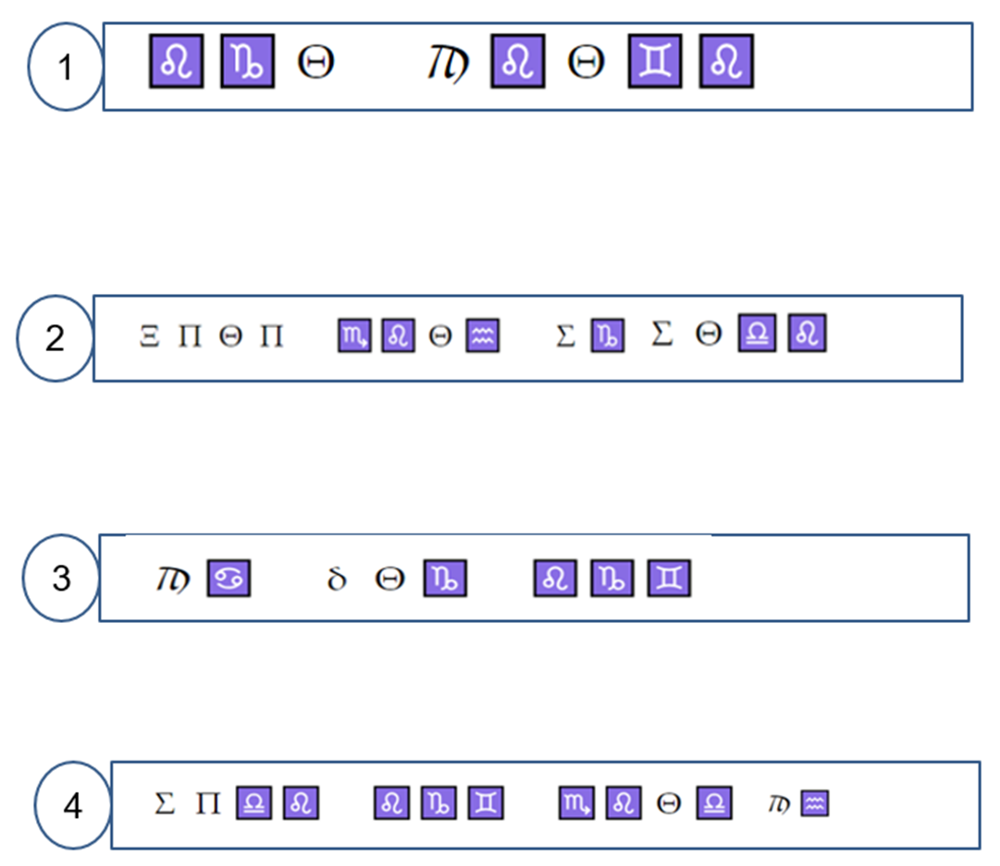 1 ♌ ♑ Θ ♍ ♌ Θ ♊ ♌
2 Ξ Π Θ Π ♏ ♌ Θ ♒ Σ ♑ Σ Θ ♎ ♌
3 ♍ ♋ δ Θ ♑ ♌ ♑ ♊
4 Σ Π ♎ ♌ ♌ ♑ ♊ ♏ ♌ Θ ♎ ♍ ♒